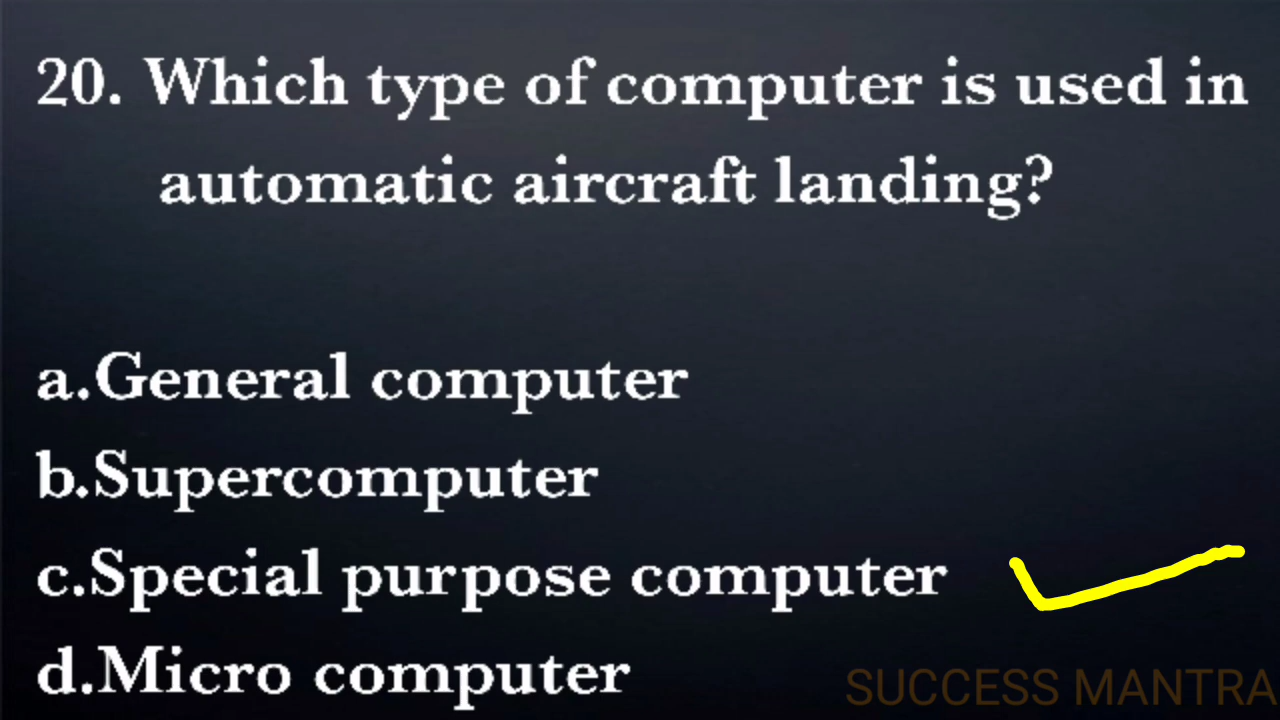 20. Which type of computer is used in
automatic aircraft landing?
a.General computer
b.Supercomputer
c.Special purpose computer
d.Micro computer
SUCCESS MANTRA